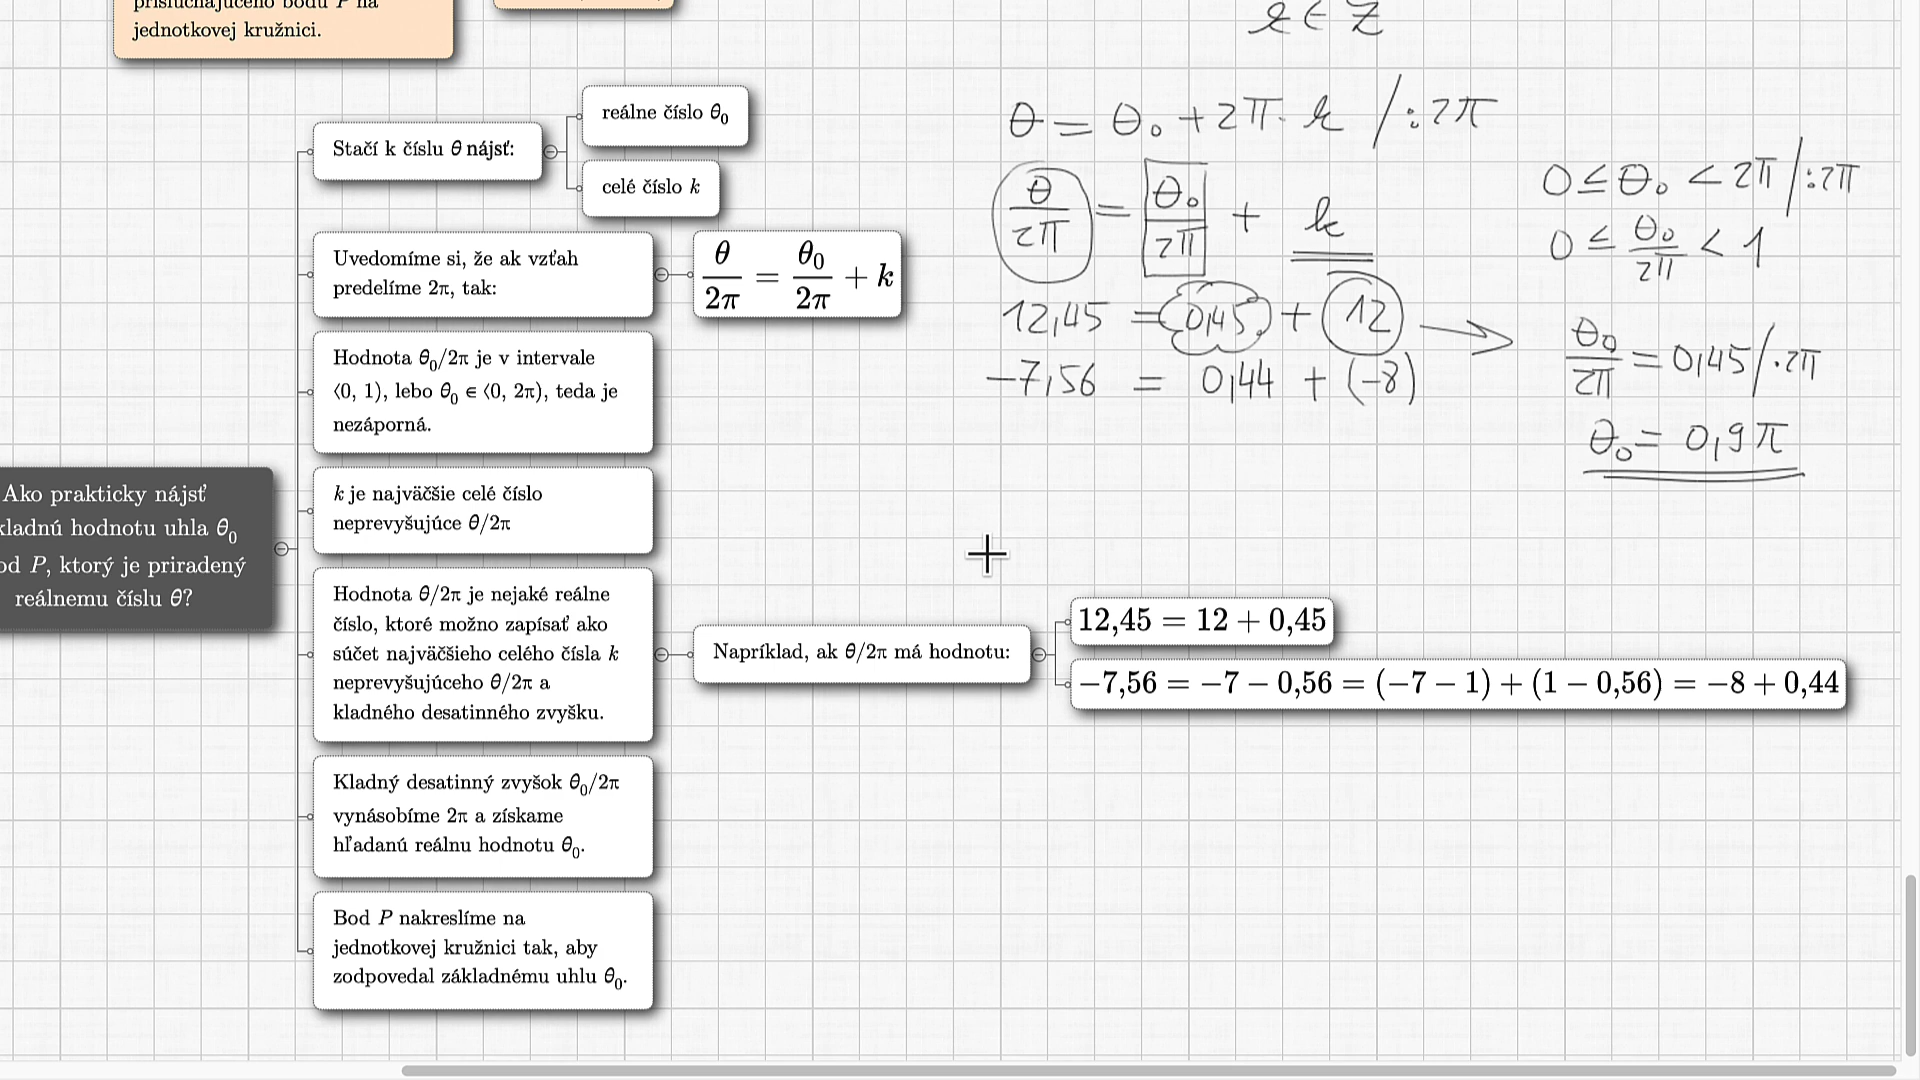 jednotkovej kružnici.
k ∈ Z
Stačí k číslu θ nájsť:
reálne číslo θ₀
celé číslo k
Uvedomíme si, že ak vzťah
predelíme 2π, tak:
θ/2π = θ₀/2π + k
Hodnota θ₀/2π je v intervale
⟨0, 1), lebo θ₀ ∈ ⟨0, 2π), teda je
nezáporná.
Ako prakticky nájsť
hodnotu uhla θ₀
P, ktorý je priradený
reálnemu číslu θ?
k je najväčšie celé číslo
neprevyšujúce θ/2π
Hodnota θ/2π je nejaké reálne
číslo, ktoré možno zapísať ako
súčet najväčšieho celého čísla k
neprevyšujúceho θ/2π a
kladného desatinného zvyšku.
Napríklad, ak θ/2π má hodnotu:
12,45 = 12 + 0,45
−7,56 = −7 − 0,56 = (−7 − 1) + (1 − 0,56) = −8 + 0,44
Kladný desatinný zvyšok θ₀/2π
vynásobíme 2π a získame
hľadanú reálnu hodnotu θ₀.
Bod P nakreslíme na
jednotkovej kružnici tak, aby
zodpovedal základnému uhlu θ₀.
θ = θ₀ + 2π · k /:2π
θ/2π = θ₀/2π + k
12,45 = 0,45 + 12
−7,56 = 0,44 + (−8)
0 ≤ θ₀ < 2π /:2π
0 ≤ θ₀/2π < 1
θ₀/2π = 0,45 /·2π
θ₀ = 0,9π